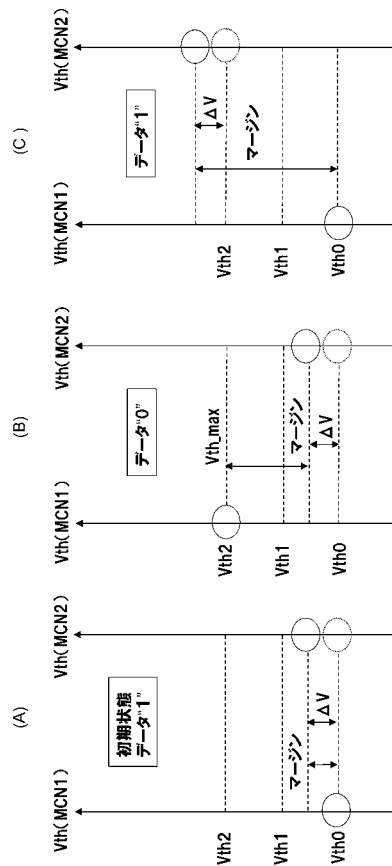 (A)
Vth(MCN1)
Vth(MCN2)
初期状態
データ“1”
Vth2
Vth1
Vth0
マージン
ΔV
(B)
Vth(MCN1)
Vth(MCN2)
データ“0”
Vth_max
Vth2
Vth1
Vth0
マージン
ΔV
(C)
Vth(MCN1)
Vth(MCN2)
データ“1”
Vth2
Vth1
Vth0
ΔV
マージン